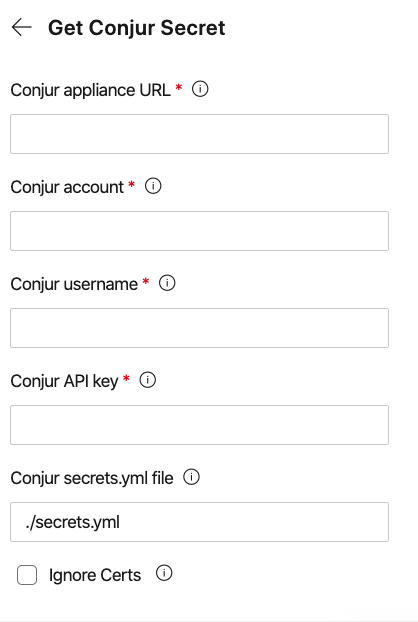 Get Conjur Secret
Conjur appliance URL *
Conjur account *
Conjur username *
Conjur API key *
Conjur secrets.yml file
./secrets.yml
Ignore Certs